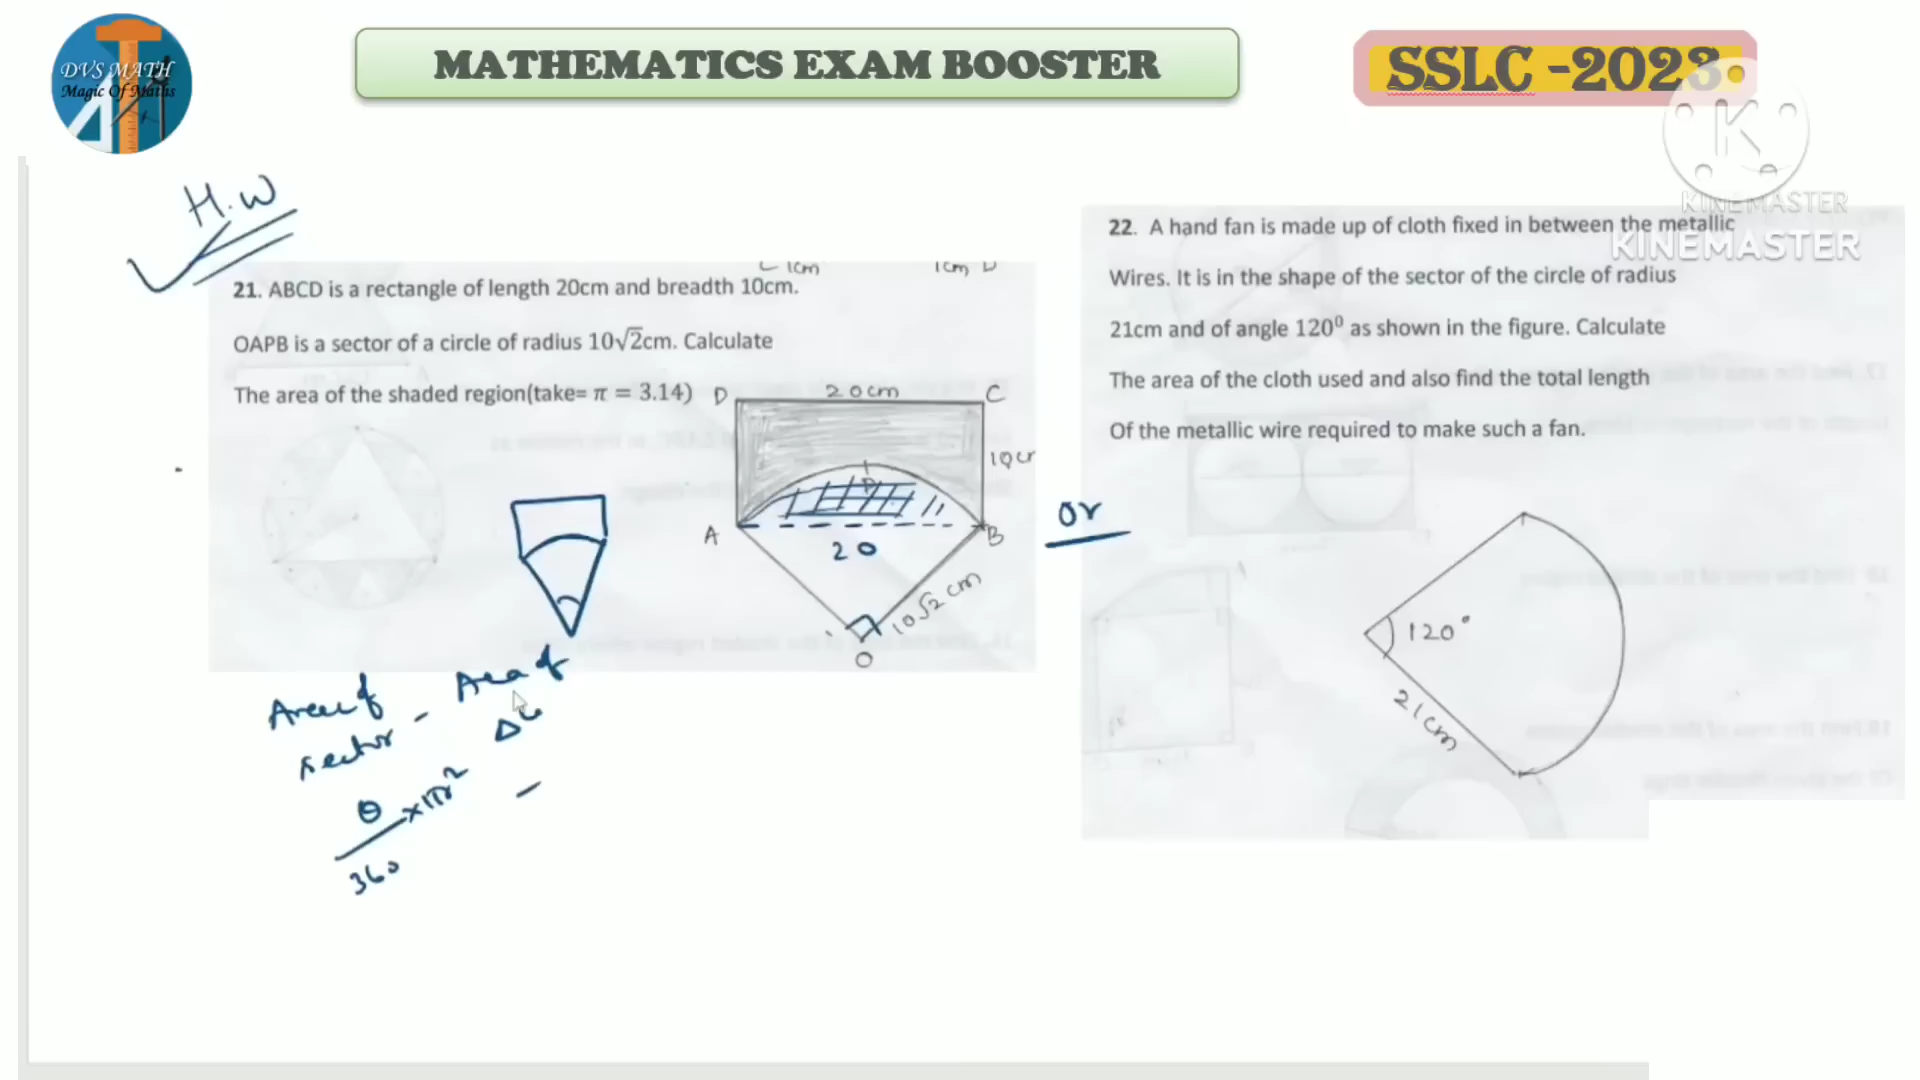 DVS MATH
Magic Of Maths
MATHEMATICS EXAM BOOSTER
SSLC -2023
KINEMASTER
KINEMASTER
H.W
1cm 1cm D
21. ABCD is a rectangle of length 20cm and breadth 10cm.
OAPB is a sector of a circle of radius 10√2cm. Calculate
The area of the shaded region(take= π = 3.14)
D 20cm C
10cm
P
A B
20
10√2 cm
O
Area of sector - Area of Δle
θ/360 × πr² -
or
22. A hand fan is made up of cloth fixed in between the metallic
Wires. It is in the shape of the sector of the circle of radius
21cm and of angle 120⁰ as shown in the figure. Calculate
The area of the cloth used and also find the total length
Of the metallic wire required to make such a fan.
120°
21cm